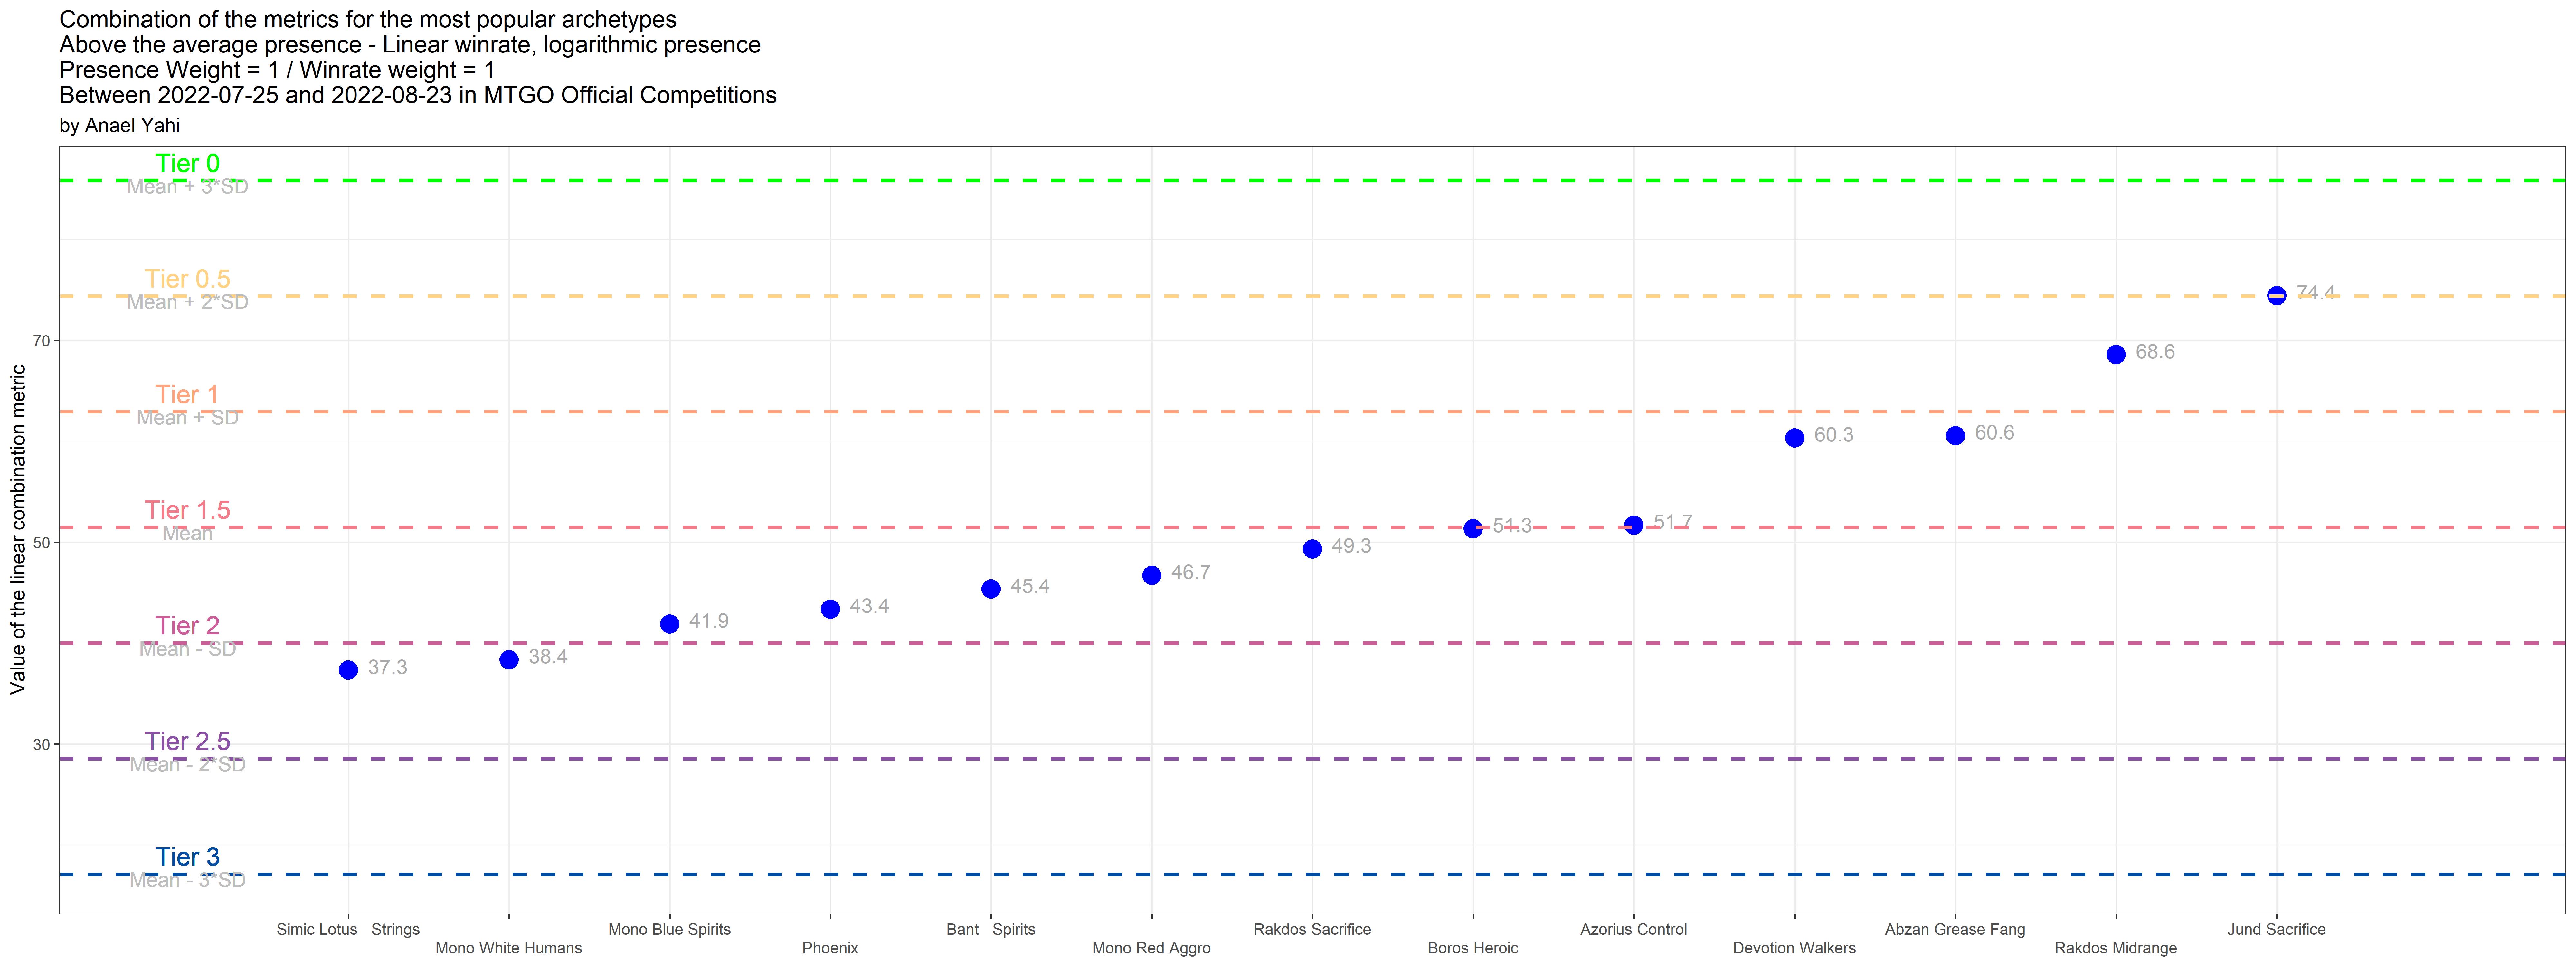 Combination of the metrics for the most popular archetypes
Above the average presence - Linear winrate, logarithmic presence
Presence Weight = 1 / Winrate weight = 1
Between 2022-07-25 and 2022-08-23 in MTGO Official Competitions
by Anael Yahi
Tier 0
Mean + 3*SD
Tier 0.5
Mean + 2*SD
74.4
70
68.6
Tier 1
Mean + SD
60.3
60.6
Tier 1.5
Mean
51.3
51.7
50
49.3
46.7
45.4
43.4
41.9
Tier 2
Mean - SD
38.4
37.3
Tier 2.5
30
Mean - 2*SD
Tier 3
Mean - 3*SD
Value of the linear combination metric
Simic Lotus   Strings
Mono White Humans
Mono Blue Spirits
Phoenix
Bant   Spirits
Mono Red Aggro
Rakdos Sacrifice
Boros Heroic
Azorius Control
Devotion Walkers
Abzan Grease Fang
Rakdos Midrange
Jund Sacrifice